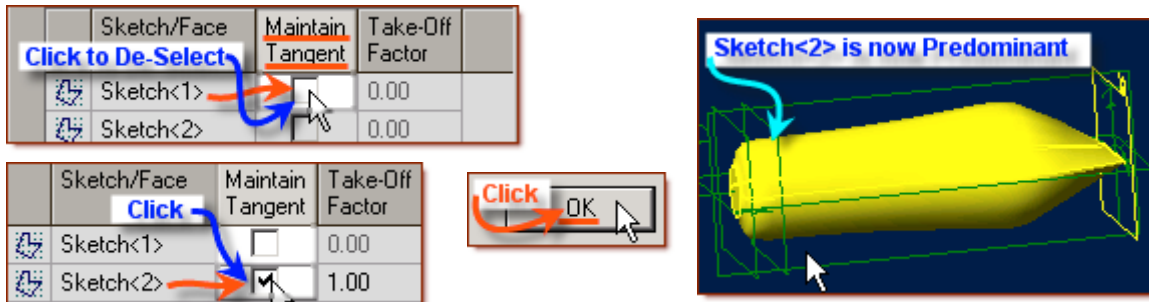 Sketch/Face Maintain Tangent Take-Off Factor
Click to De-Select
Sketch<1> 0.00
Sketch<2> 0.00
Sketch/Face Maintain Tangent Take-Off Factor
Click
Sketch<1> 0.00
Sketch<2> 1.00
Click
OK
Sketch<2> is now Predominant